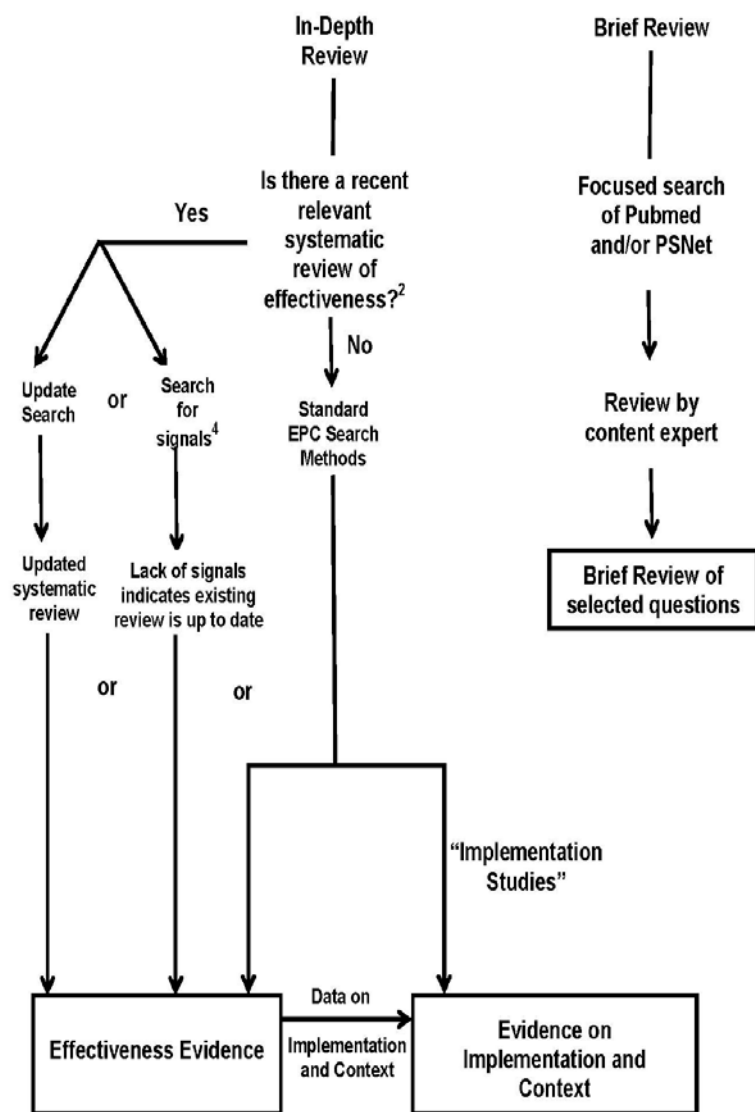 In-Depth
Review
Brief Review
Is there a recent
relevant
systematic
review of
effectiveness?2
Yes
No
Focused search
of Pubmed
and/or PSNet
Update
Search
or
Search
for
signals4
Standard
EPC Search
Methods
Review by
content expert
Updated
systematic
review
Lack of signals
indicates existing
review is up to date
Brief Review of
selected questions
or
or
“Implementation
Studies”
Effectiveness Evidence
Data on
Implementation
and Context
Evidence on
Implementation and
Context